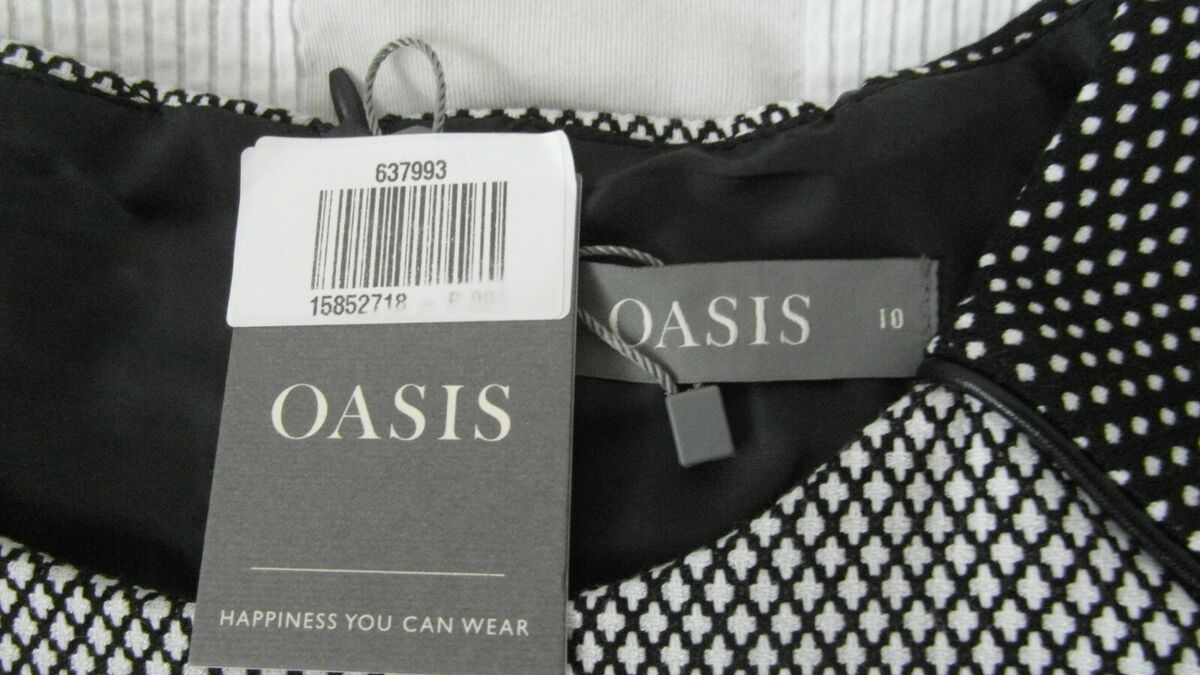 637993
15852718
OASIS
HAPPINESS YOU CAN WEAR
OASIS 10